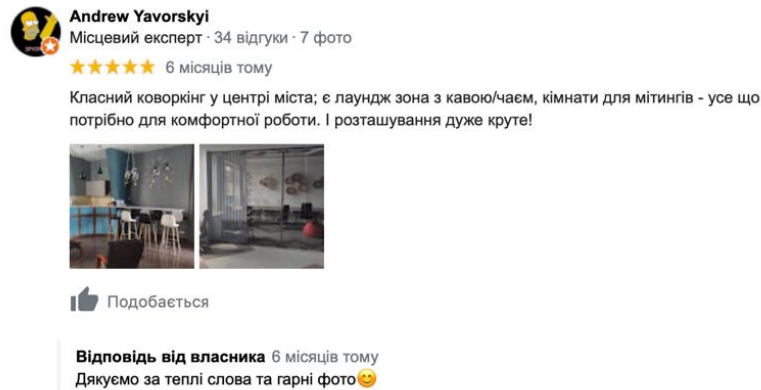 Andrew Yavorskyi
Місцевий експерт · 34 відгуки · 7 фото
6 місяців тому
Класний коворкінг у центрі міста; є лаундж зона з кавою/чаєм, кімнати для мітингів - усе що
потрібно для комфортної роботи. І розташування дуже круте!
Подобається
Відповідь від власника 6 місяців тому
Дякуємо за теплі слова та гарні фото😊